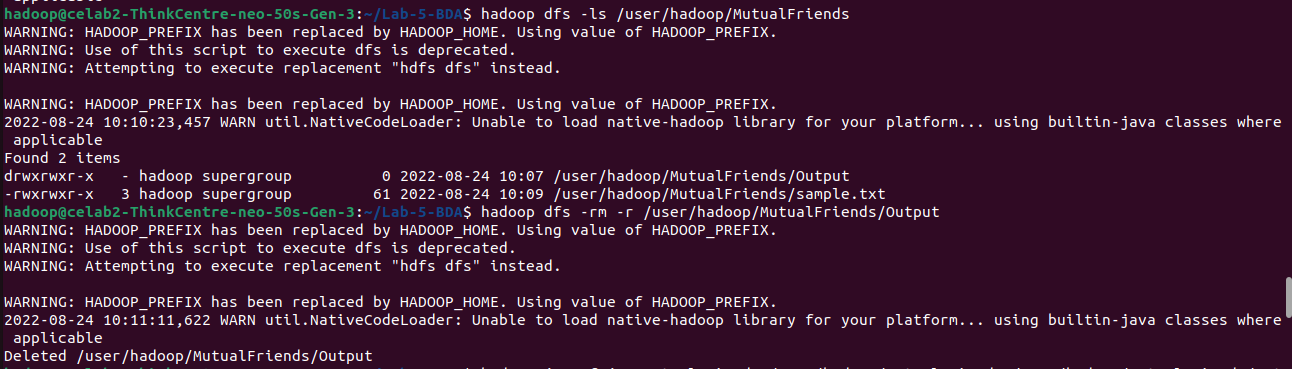 hadoop@celab2-ThinkCentre-neo-50s-Gen-3:~/Lab-5-BDA$ hadoop dfs -ls /user/hadoop/MutualFriends
WARNING: HADOOP_PREFIX has been replaced by HADOOP_HOME. Using value of HADOOP_PREFIX.
WARNING: Use of this script to execute dfs is deprecated.
WARNING: Attempting to execute replacement "hdfs dfs" instead.

WARNING: HADOOP_PREFIX has been replaced by HADOOP_HOME. Using value of HADOOP_PREFIX.
2022-08-24 10:10:23,457 WARN util.NativeCodeLoader: Unable to load native-hadoop library for your platform... using builtin-java classes where
 applicable
Found 2 items
drwxrwxr-x   - hadoop supergroup          0 2022-08-24 10:07 /user/hadoop/MutualFriends/Output
-rwxrwxr-x   3 hadoop supergroup         61 2022-08-24 10:09 /user/hadoop/MutualFriends/sample.txt
hadoop@celab2-ThinkCentre-neo-50s-Gen-3:~/Lab-5-BDA$ hadoop dfs -rm -r /user/hadoop/MutualFriends/Output
WARNING: HADOOP_PREFIX has been replaced by HADOOP_HOME. Using value of HADOOP_PREFIX.
WARNING: Use of this script to execute dfs is deprecated.
WARNING: Attempting to execute replacement "hdfs dfs" instead.

WARNING: HADOOP_PREFIX has been replaced by HADOOP_HOME. Using value of HADOOP_PREFIX.
2022-08-24 10:11:11,622 WARN util.NativeCodeLoader: Unable to load native-hadoop library for your platform... using builtin-java classes where
 applicable
Deleted /user/hadoop/MutualFriends/Output